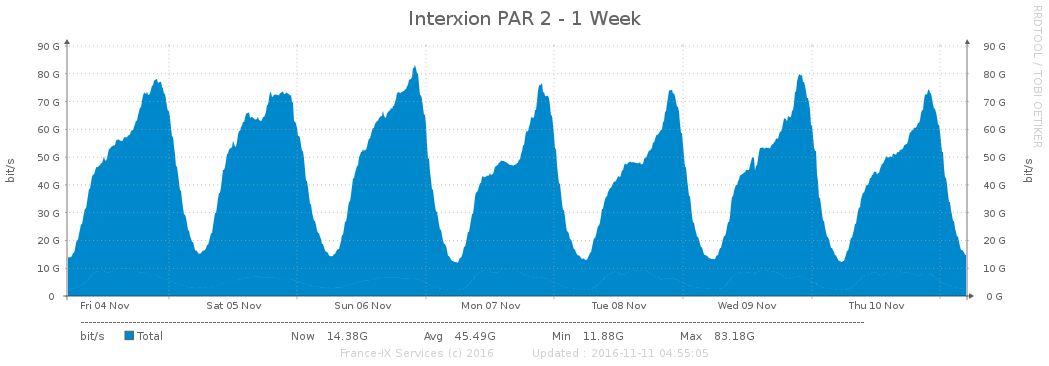 Interxion PAR 2 - 1 Week
RRDTOOL / TOBI OETIKER
90 G 90 G
80 G 80 G
70 G 70 G
60 G 60 G
50 G 50 G
40 G 40 G
30 G 30 G
20 G 20 G
10 G 10 G
0 0 G
bit/s bit/s
Fri 04 Nov Sat 05 Nov Sun 06 Nov Mon 07 Nov Tue 08 Nov Wed 09 Nov Thu 10 Nov
bit/s Total Now 14.38G Avg 45.49G Min 11.88G Max 83.18G
France-IX Services (c) 2016 Updated : 2016-11-11 04:55:05